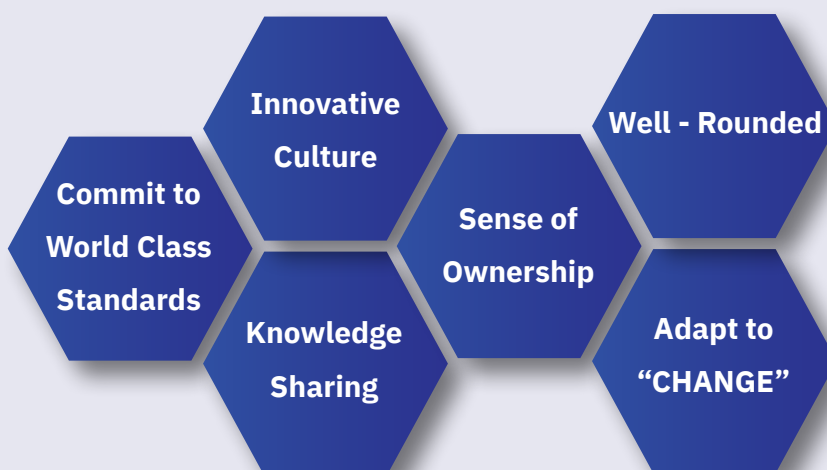 Commit to
World Class
Standards
Innovative
Culture
Knowledge
Sharing
Sense of
Ownership
Well - Rounded
Adapt to
“CHANGE”